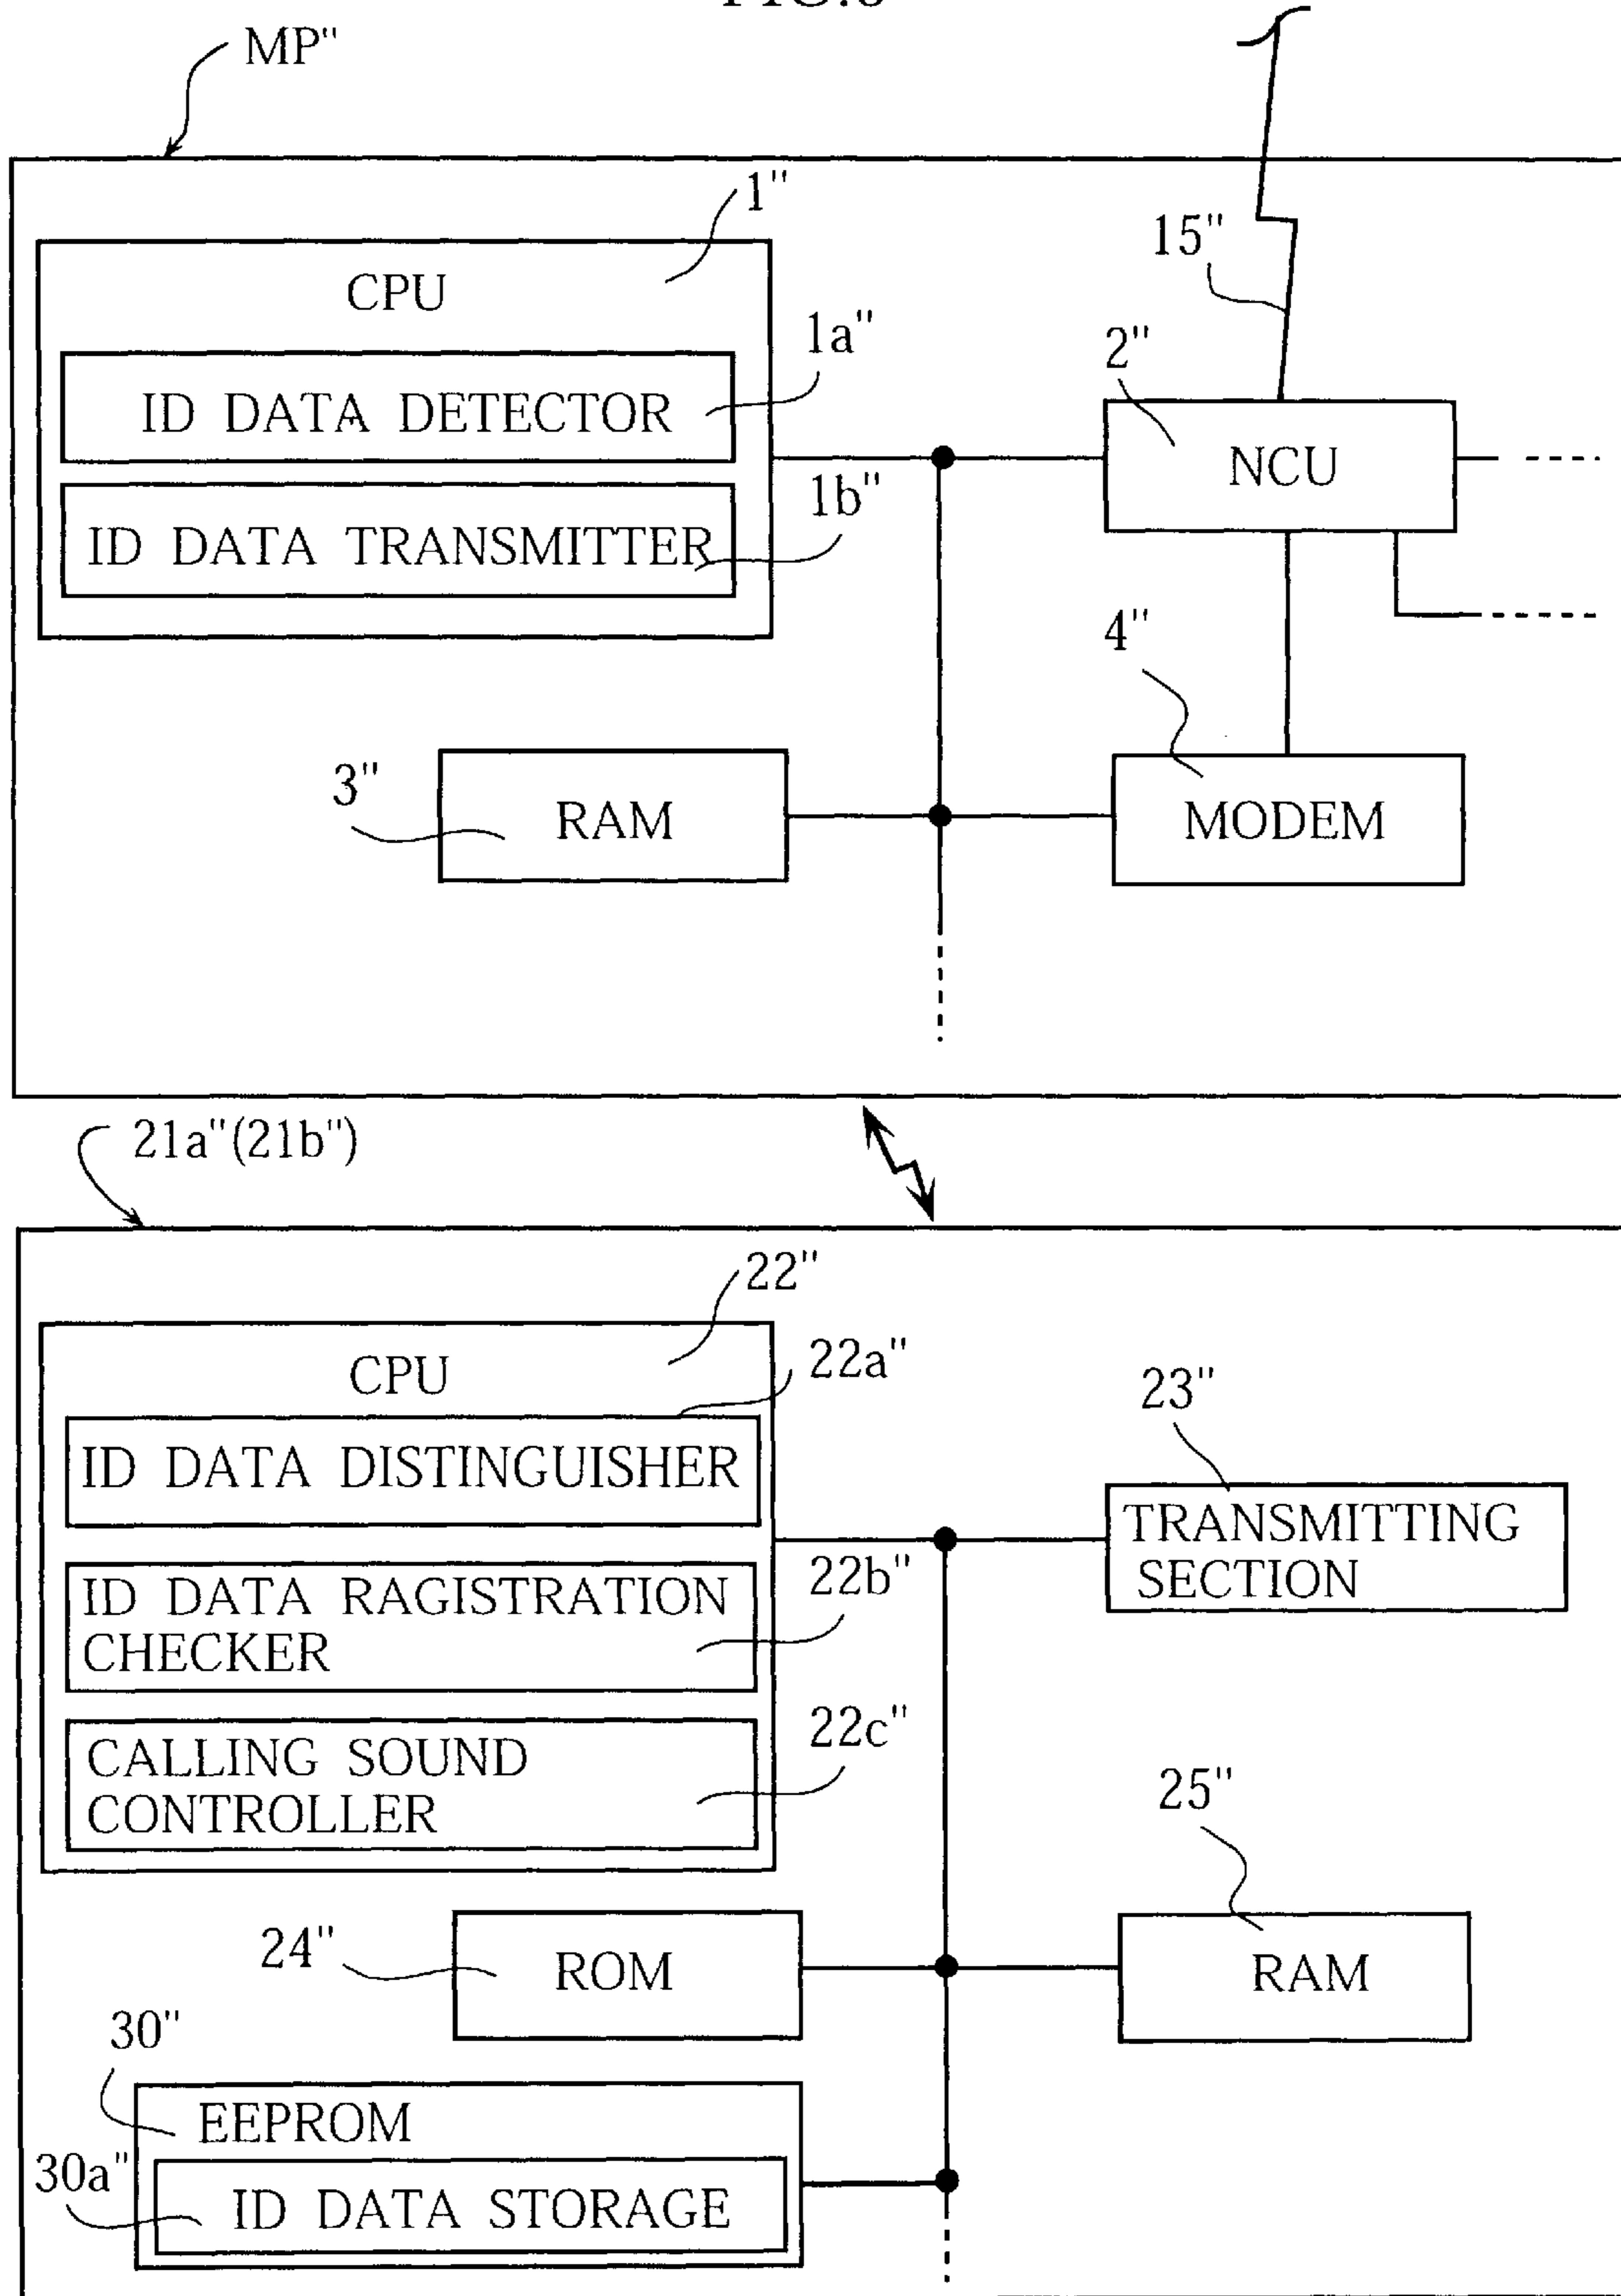 MP"
1"
CPU
15"
1a"
2"
ID DATA DETECTOR
NCU
1b"
ID DATA TRANSMITTER
4"
3"
RAM
MODEM
21a"(21b")
22"
CPU
22a"
23"
ID DATA DISTINGUISHER
TRANSMITTING
SECTION
ID DATA RAGISTRATION
CHECKER
22b"
22c"
CALLING SOUND
CONTROLLER
25"
24"
ROM
RAM
30"
EEPROM
30a"
ID DATA STORAGE